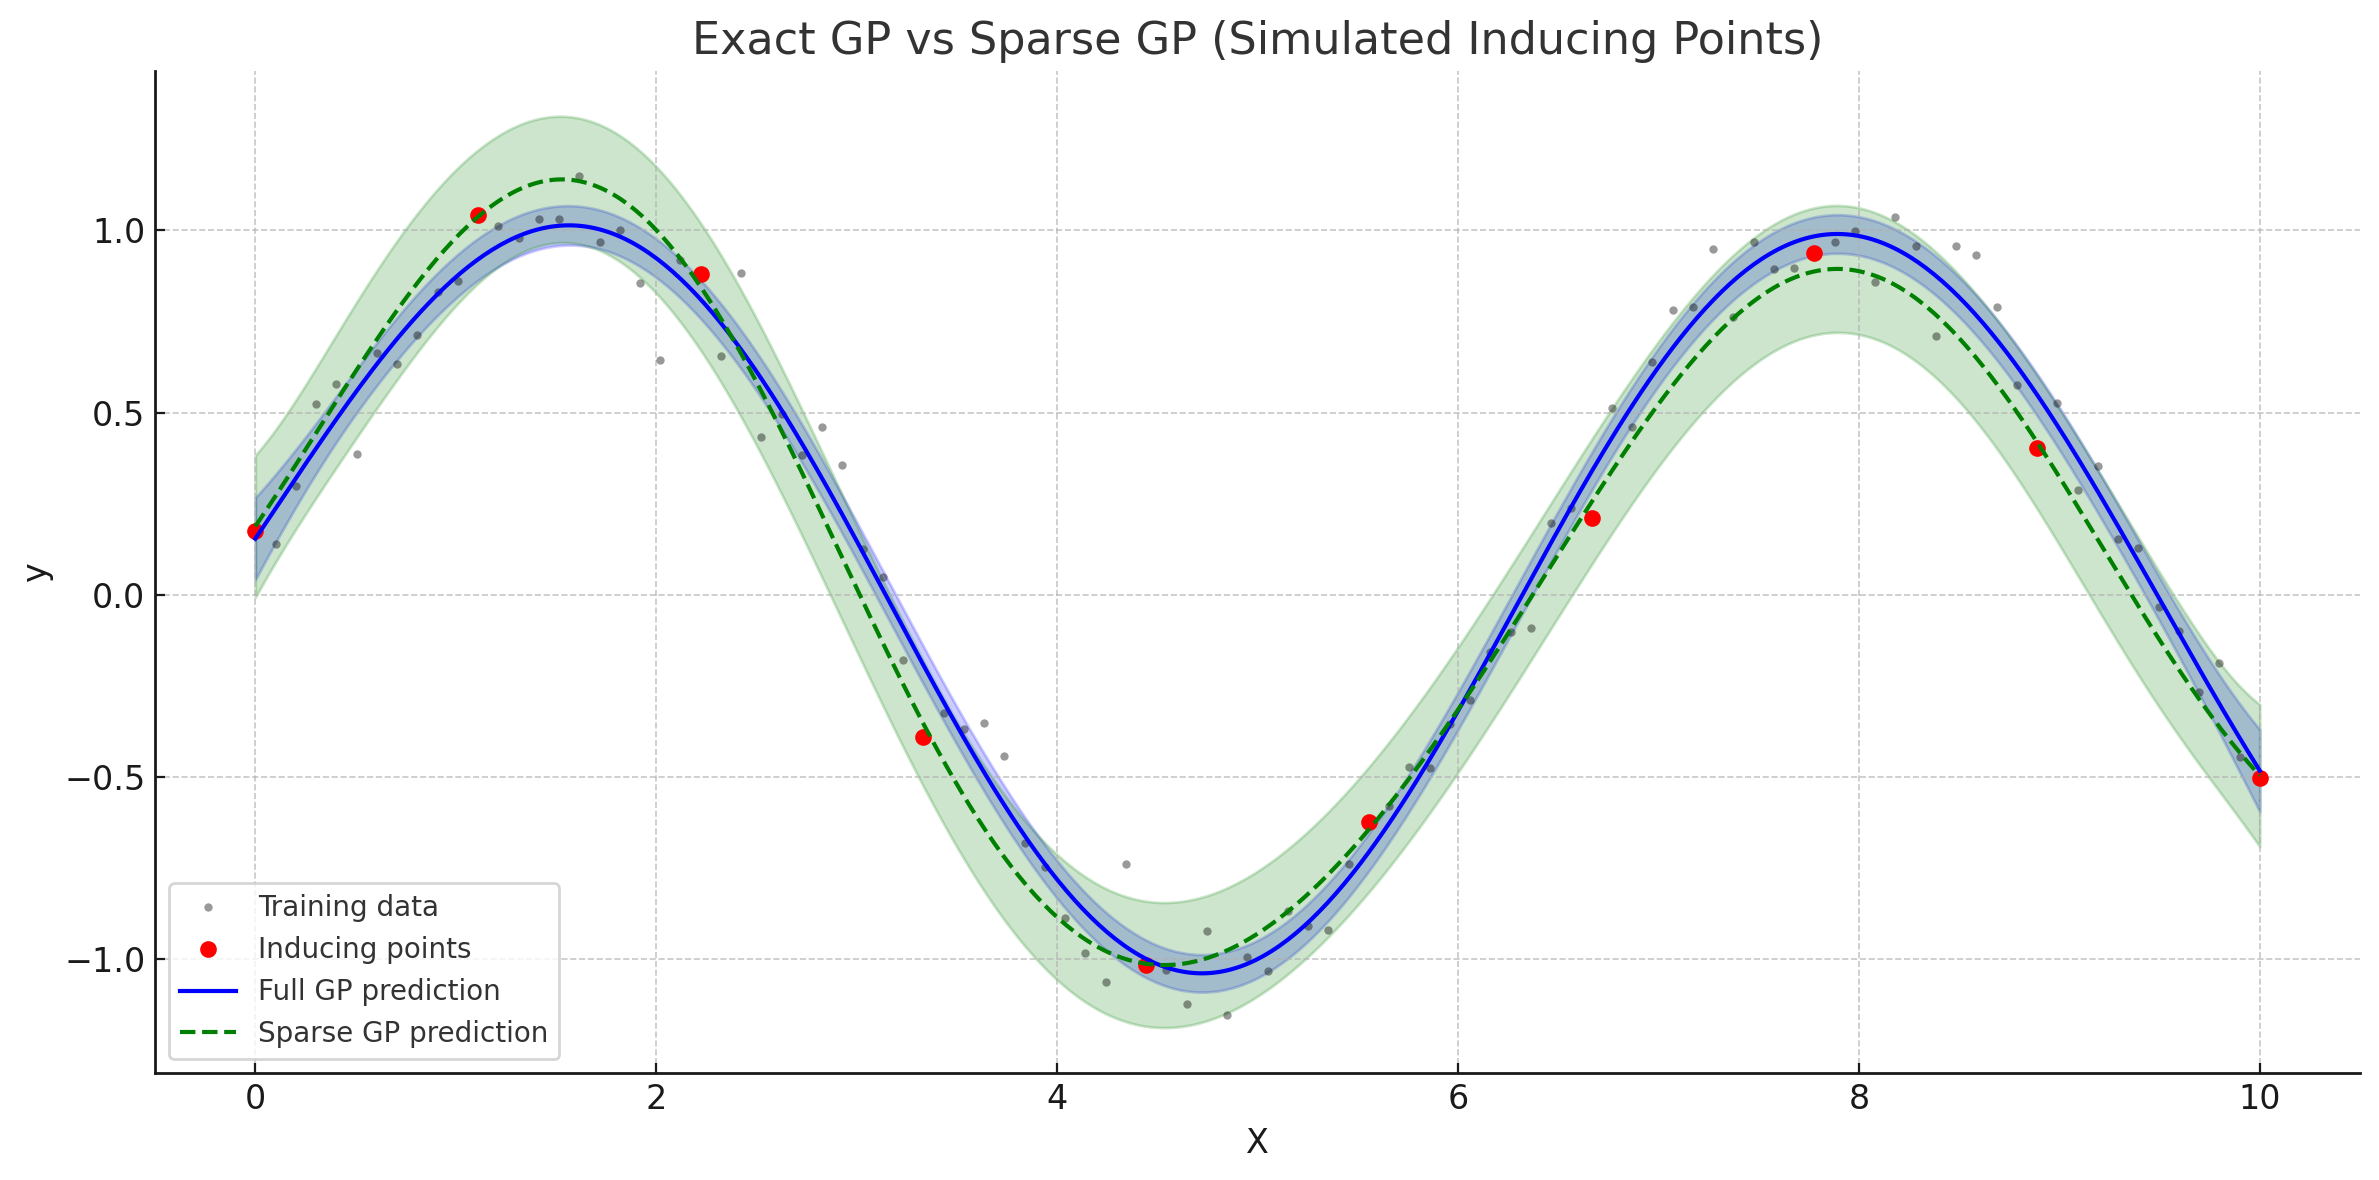 Exact GP vs Sparse GP (Simulated Inducing Points)
y
1.0
0.5
0.0
−0.5
−1.0
Training data
Inducing points
Full GP prediction
Sparse GP prediction
0 2 4 6 8 10
X